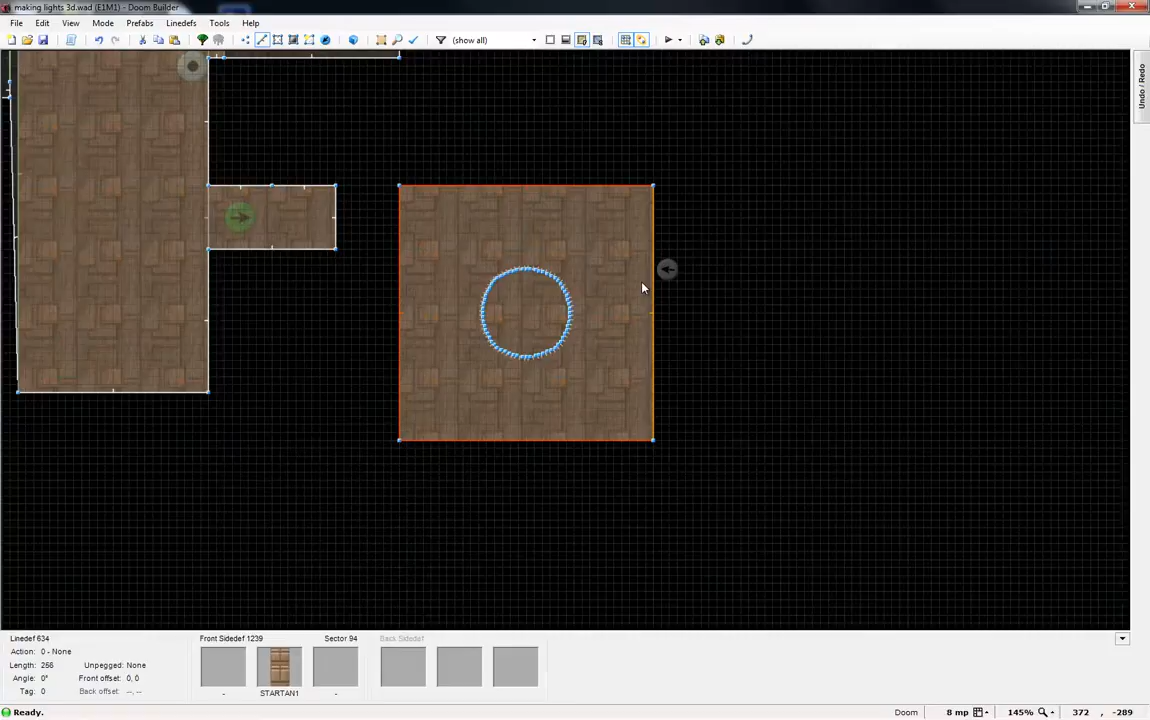 making lights 3d.wad (E1M1) - Doom Builder
File Edit View Mode Prefabs Linedefs Tools Help
(show all)
Undo / Redo
Linedef 634
Action: 0 - None
Length: 256 Unpegged: None
Angle: 0° Front offset: 0, 0
Tag: 0 Back offset: --, --
Front Sidedef 1239 Sector 94
- STARTAN1 -
Back Sidedef
Ready.
Doom 8 mp 145% 372 , -289